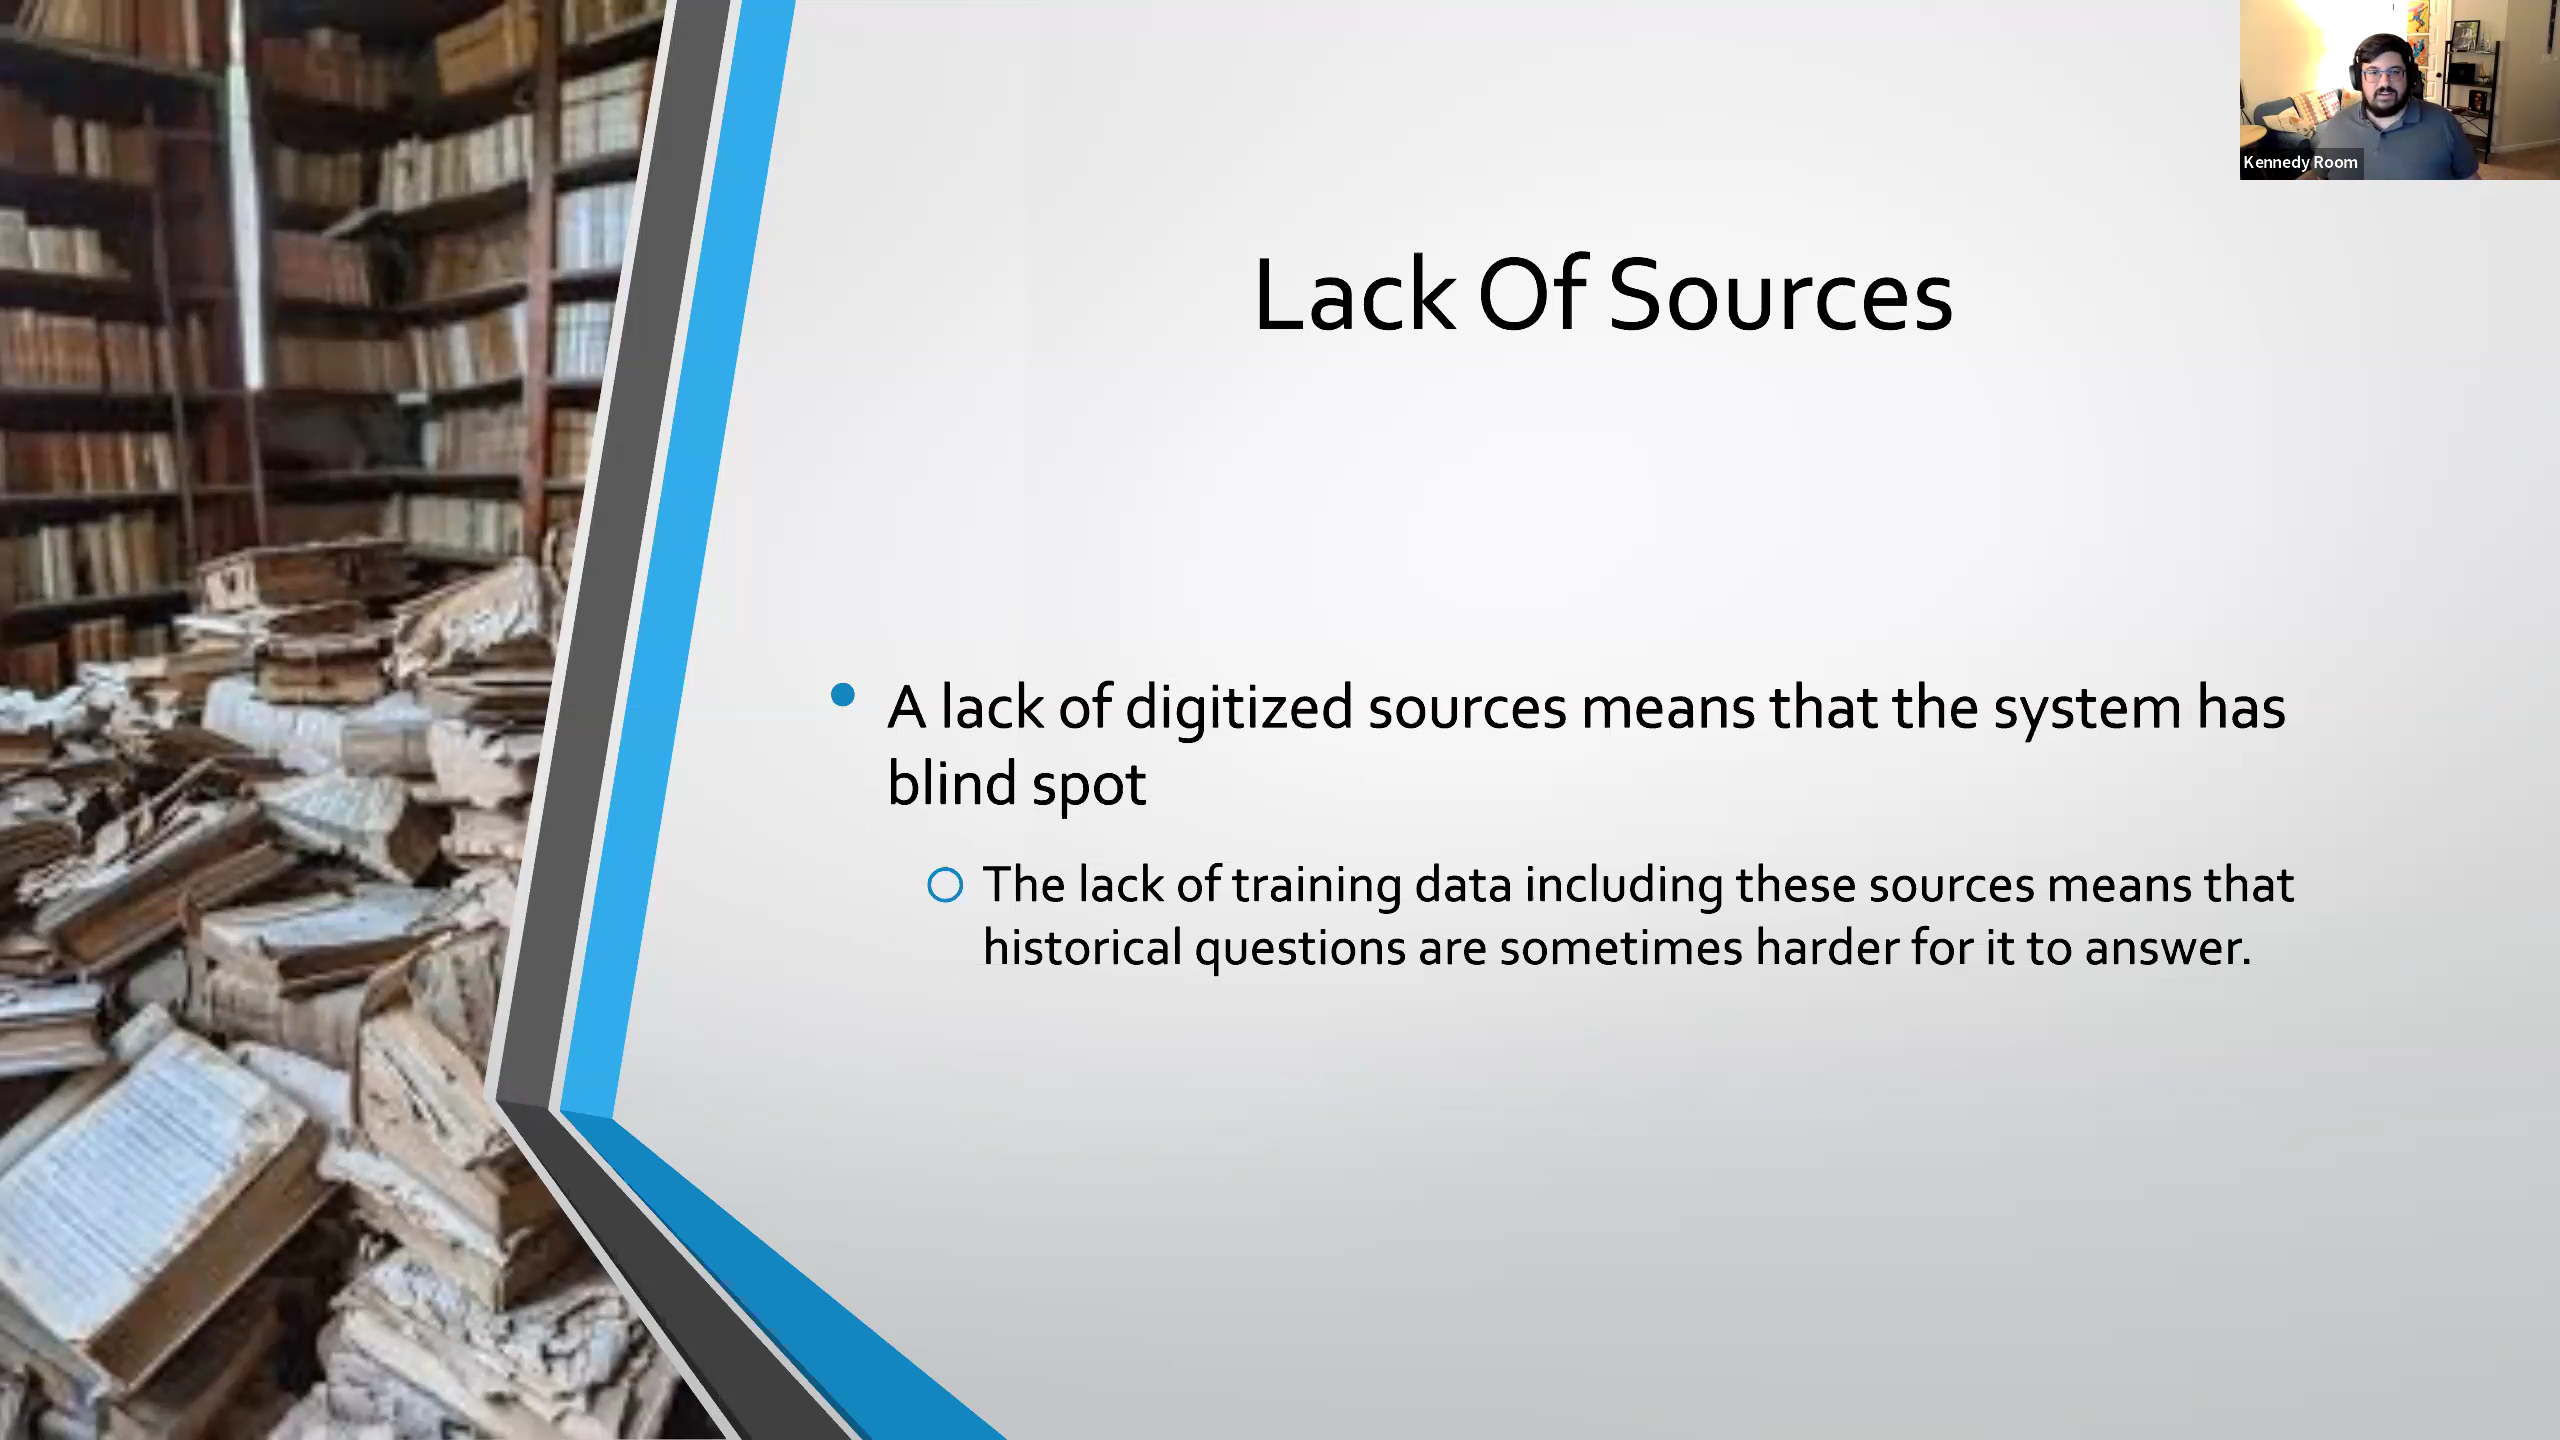 Kennedy Room
Lack Of Sources
A lack of digitized sources means that the system has
blind spot
The lack of training data including these sources means that
historical questions are sometimes harder for it to answer.